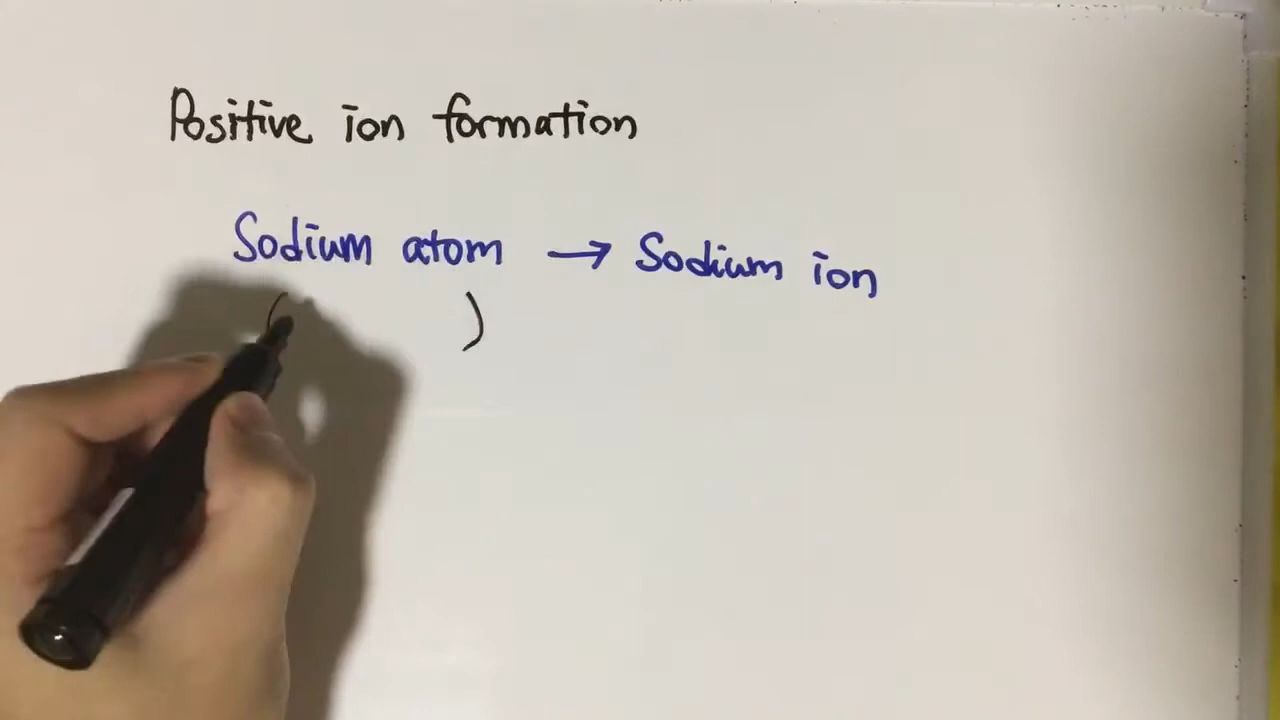 Positive ion formation
Sodium atom → Sodium ion
( )